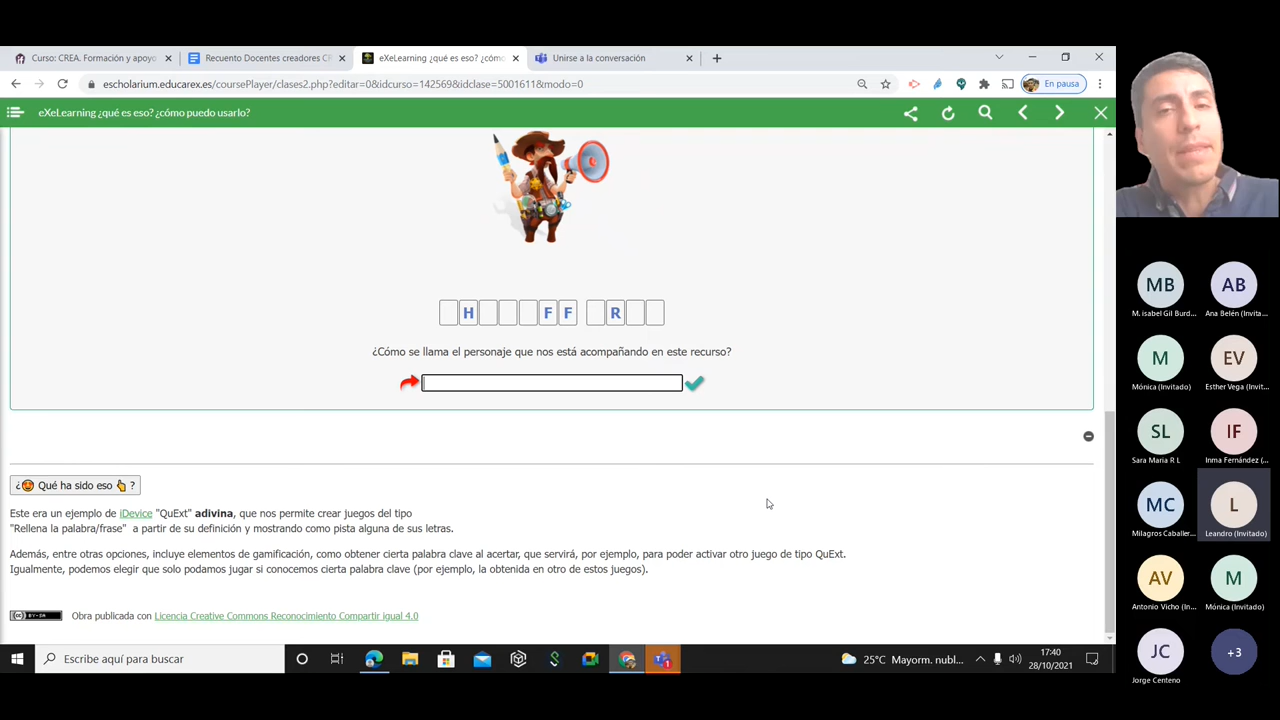 Curso: CREA. Formación y apoyo
Recuento Docentes creadores CR
eXeLearning ¿qué es eso? ¿cómo
Unirse a la conversación
escholarium.educarex.es/coursePlayer/clases2.php?editar=0&idcurso=142569&idclase=5001611&modo=0
En pausa
eXeLearning ¿qué es eso? ¿cómo puedo usarlo?
H F F R
¿Cómo se llama el personaje que nos está acompañando en este recurso?
¿ Qué ha sido eso ?
Este era un ejemplo de iDevice "QuExt" adivina, que nos permite crear juegos del tipo
"Rellena la palabra/frase" a partir de su definición y mostrando como pista alguna de sus letras.
Además, entre otras opciones, incluye elementos de gamificación, como obtener cierta palabra clave al acertar, que servirá, por ejemplo, para poder activar otro juego de tipo QuExt.
Igualmente, podemos elegir que solo podamos jugar si conocemos cierta palabra clave (por ejemplo, la obtenida en otro de estos juegos).
BY-SA
Obra publicada con Licencia Creative Commons Reconocimiento Compartir igual 4.0
Escribe aquí para buscar
1
25°C Mayorm. nubl...
17:40
28/10/2021
MB
AB
M. isabel Gil Burd...
Ana Belén (Invita...
M
EV
Mónica (Invitado)
Esther Vega (Invit...
SL
IF
Sara Maria R L
Inma Fernández (...
MC
L
Milagros Caballer...
Leandro (Invitado)
AV
M
Antonio Vicho (In...
Mónica (Invitado)
JC
+3
Jorge Centeno